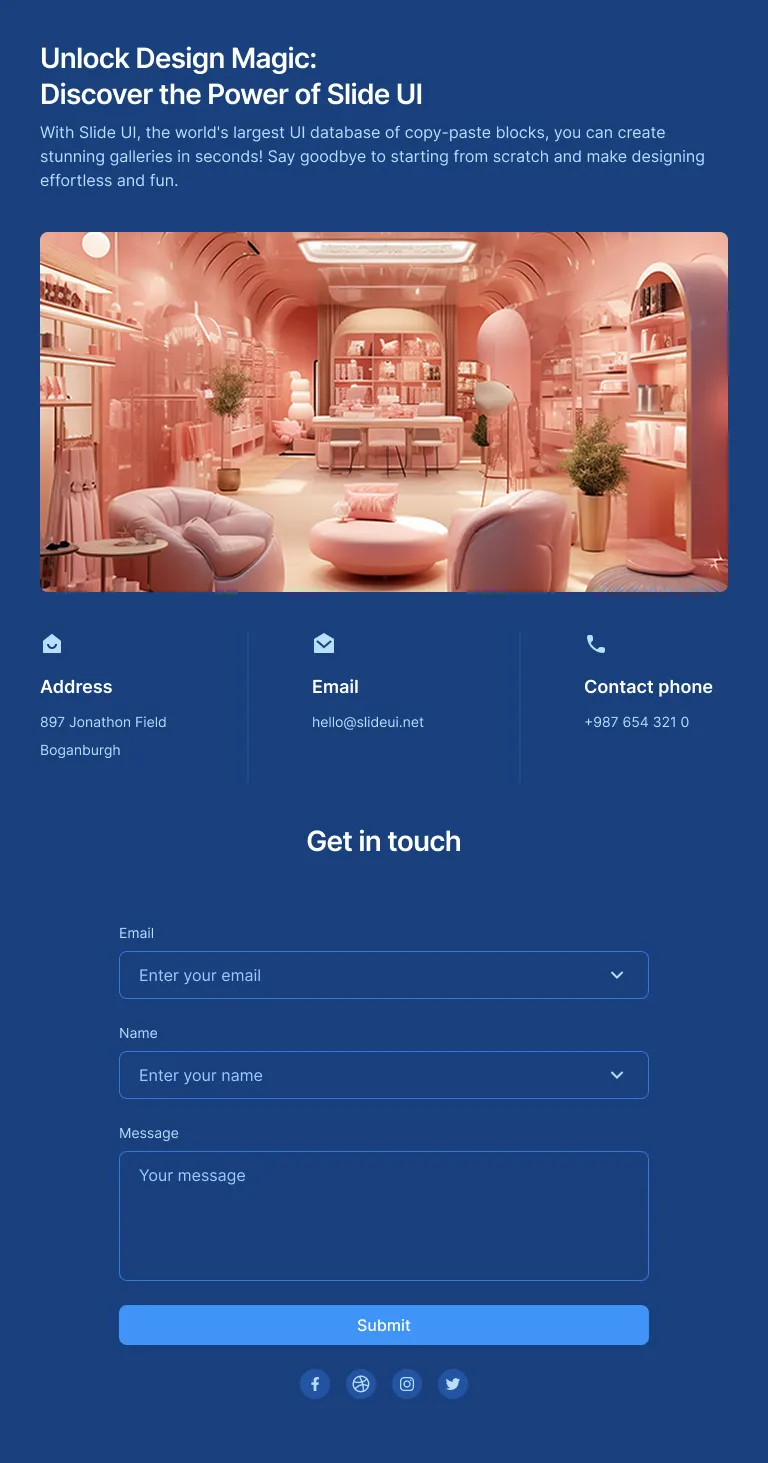 Unlock Design Magic:
Discover the Power of Slide UI
With Slide UI, the world's largest UI database of copy-paste blocks, you can create
stunning galleries in seconds! Say goodbye to starting from scratch and make designing
effortless and fun.
Address
897 Jonathon Field
Boganburgh
Email
hello@slideui.net
Contact phone
+987 654 321 0
Get in touch
Email
Enter your email
Name
Enter your name
Message
Your message
Submit